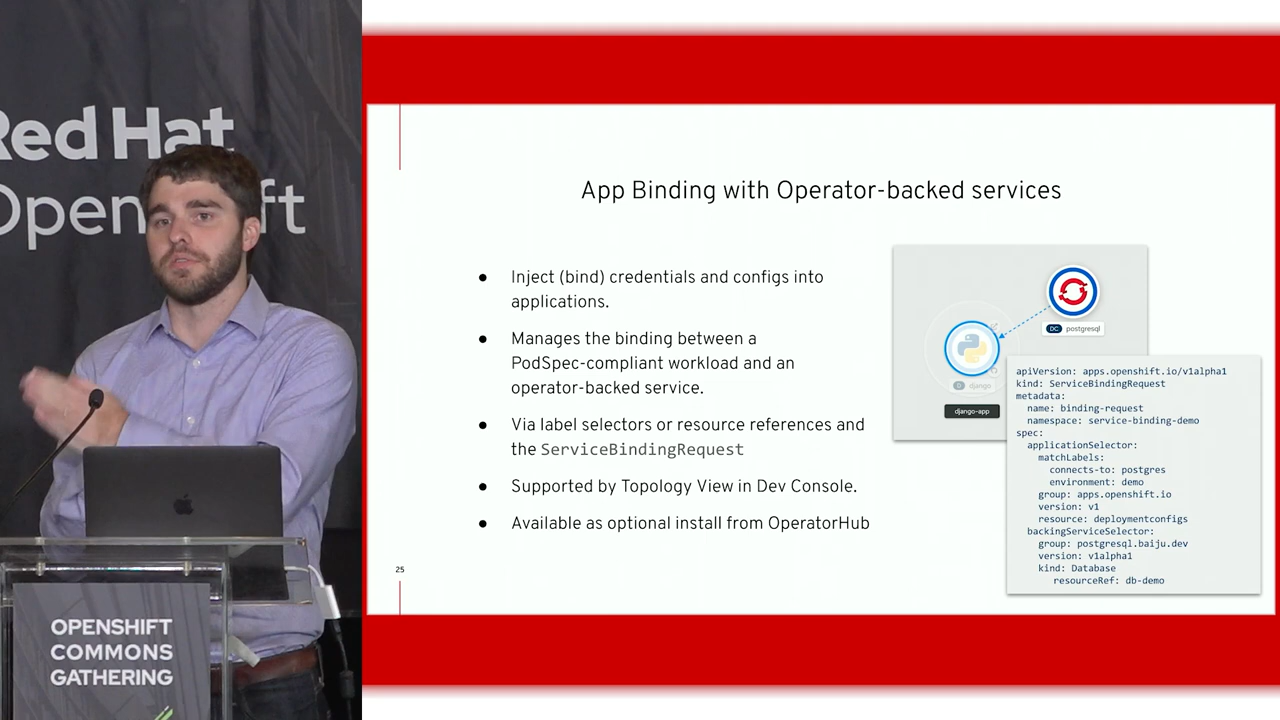 Red Hat
OPENSHIFT
COMMONS
GATHERING
App Binding with Operator-backed services
● Inject (bind) credentials and configs into
applications.
● Manages the binding between a
PodSpec-compliant workload and an
operator-backed service.
● Via label selectors or resource references and
the ServiceBindingRequest
● Supported by Topology View in Dev Console.
● Available as optional install from OperatorHub
25
DC postgresql
D django
django-app
apiVersion: apps.openshift.io/v1alpha1
kind: ServiceBindingRequest
metadata:
name: binding-request
namespace: service-binding-demo
spec:
applicationSelector:
matchLabels:
connects-to: postgres
environment: demo
group: apps.openshift.io
version: v1
resource: deploymentconfigs
backingServiceSelector:
group: postgresql.baiju.dev
version: v1alpha1
kind: Database
resourceRef: db-demo